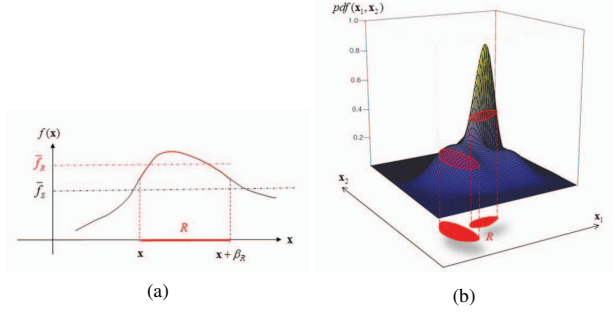 pdf(x₁, x₂)
1.0
0.8
0.6
0.4
0.2
x₂
x₁
R
f(x)
f̅_R
f̅_S
R
x
x
x + β_R
(a)
(b)